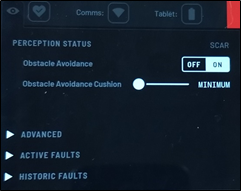 Comms: Tablet:
PERCEPTION STATUS SCAR
Obstacle Avoidance OFF ON
Obstacle Avoidance Cushion MINIMUM
ADVANCED
ACTIVE FAULTS
HISTORIC FAULTS